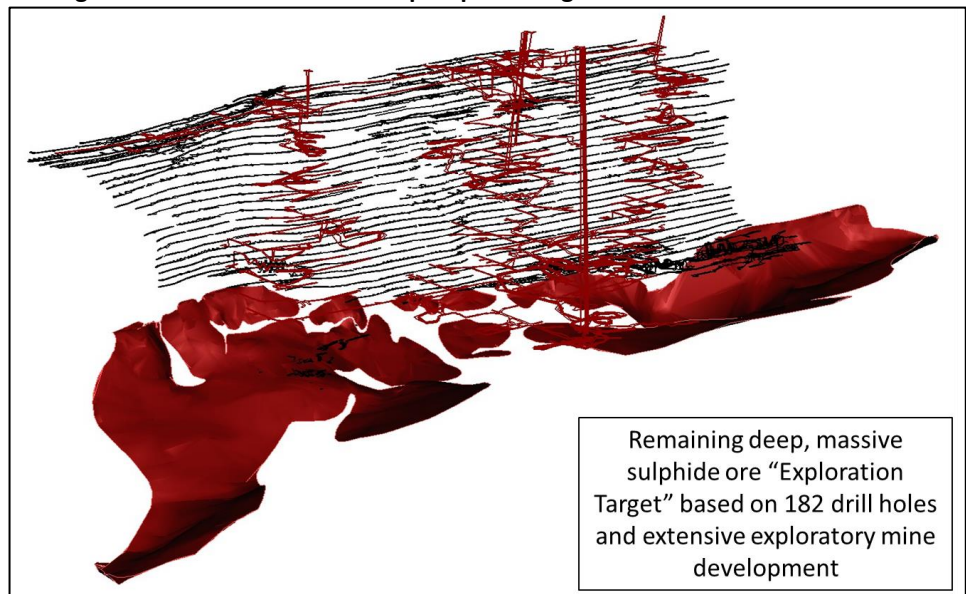 Remaining deep, massive
sulphide ore “Exploration
Target” based on 182 drill holes
and extensive exploratory mine
development